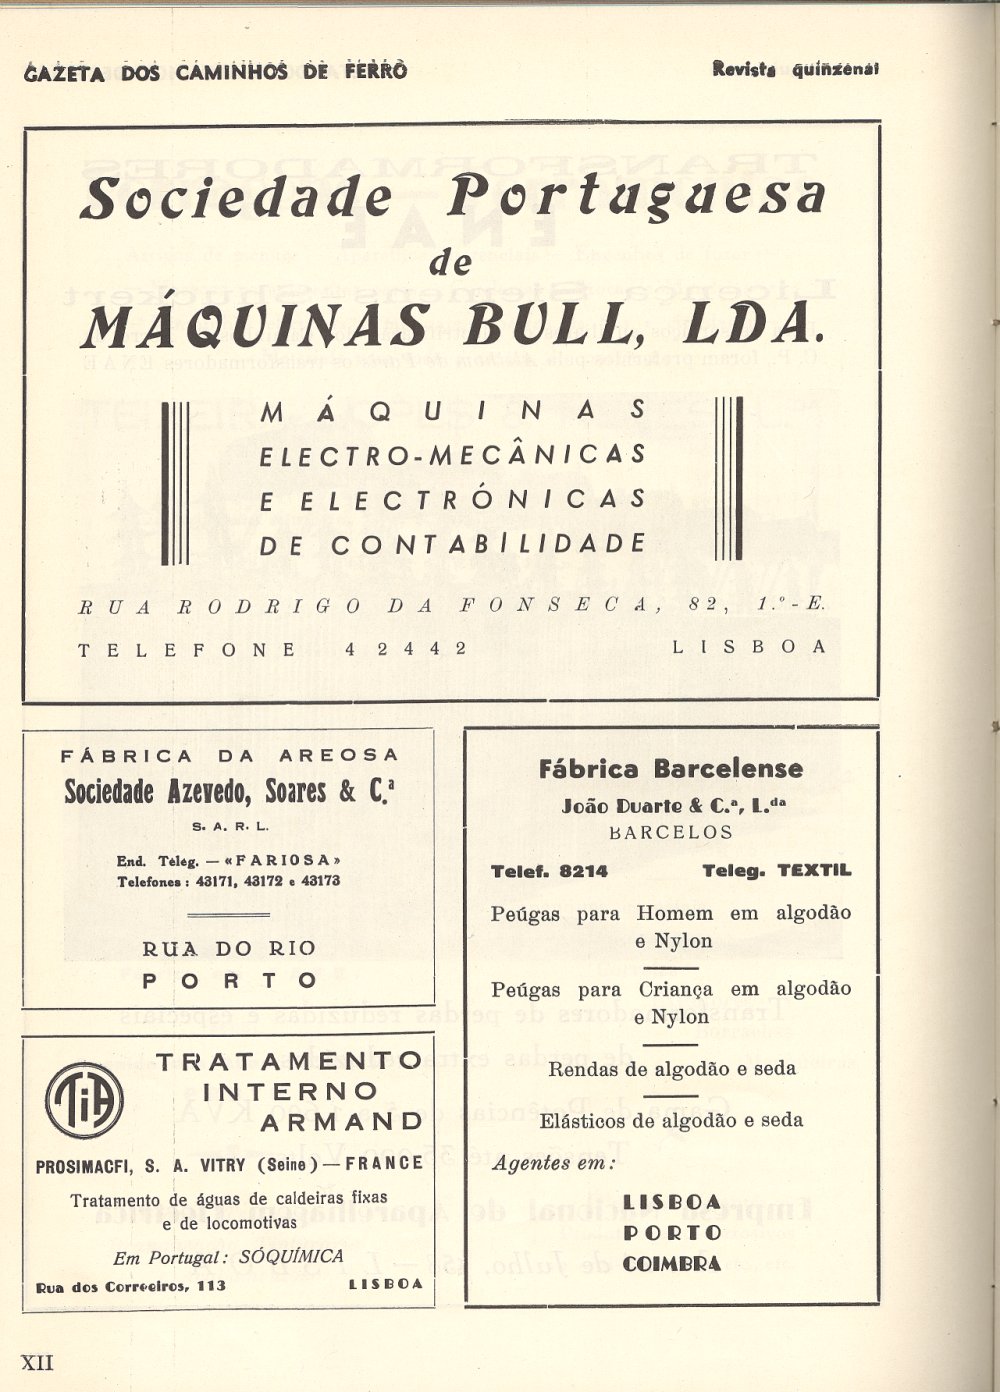 GAZETA DOS CAMINHOS DE FERRO
Revista quinzenal
Sociedade Portuguesa
de
MÁQUINAS BULL, LDA.
MÁQUINAS
ELECTRO-MECÂNICAS
E ELECTRÓNICAS
DE CONTABILIDADE
RUA RODRIGO DA FONSECA, 82, 1.º-E.
TELEFONE 42442 LISBOA
FÁBRICA DA AREOSA
Sociedade Azevedo, Soares & C.ª
S. A. R. L.
End. Teleg. — «FARIOSA»
Telefones: 43171, 43172 e 43173
RUA DO RIO
PORTO
TiA
TRATAMENTO
INTERNO
ARMAND
PROSIMACFI, S. A. VITRY (Seine) — FRANCE
Tratamento de águas de caldeiras fixas
e de locomotivas
Em Portugal: SÓQUÍMICA
Rua dos Correeiros, 113 LISBOA
Fábrica Barcelense
João Duarte & C.ª, L.da
BARCELOS
Telef. 8214 Teleg. TEXTIL
Peúgas para Homem em algodão
e Nylon
Peúgas para Criança em algodão
e Nylon
Rendas de algodão e seda
Elásticos de algodão e seda
Agentes em:
LISBOA
PORTO
COIMBRA
XII